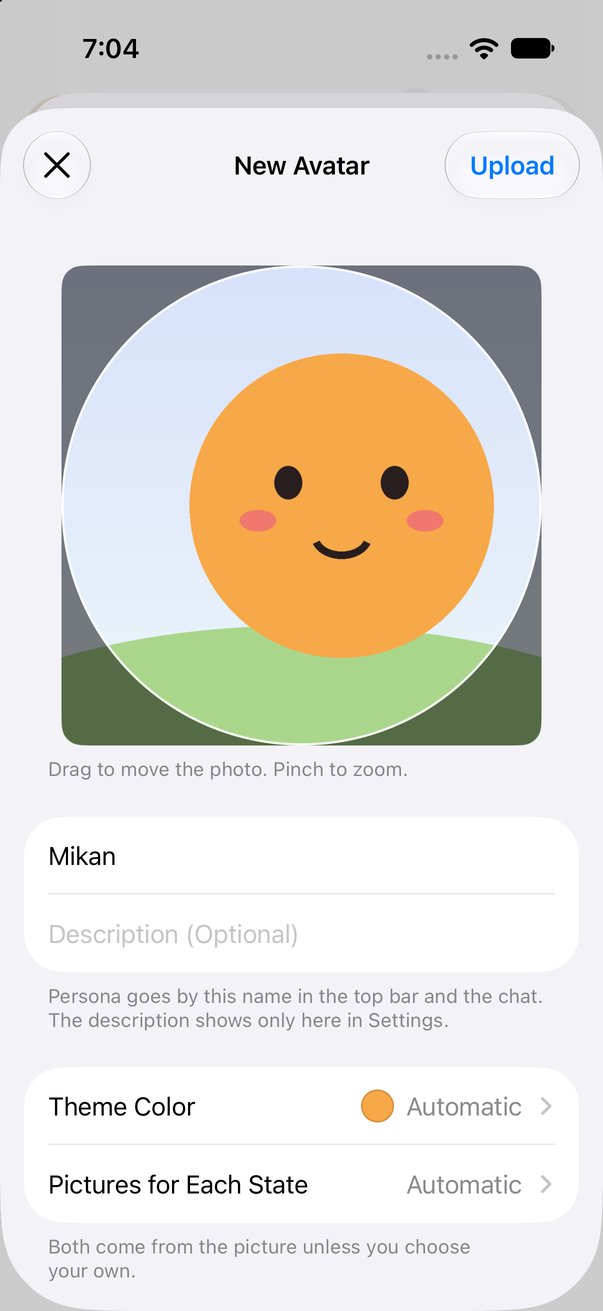 7:04
New Avatar
Upload
Drag to move the photo. Pinch to zoom.
Mikan
Description (Optional)
Persona goes by this name in the top bar and the chat.
The description shows only here in Settings.
Theme Color
Automatic
Pictures for Each State
Automatic
Both come from the picture unless you choose
your own.